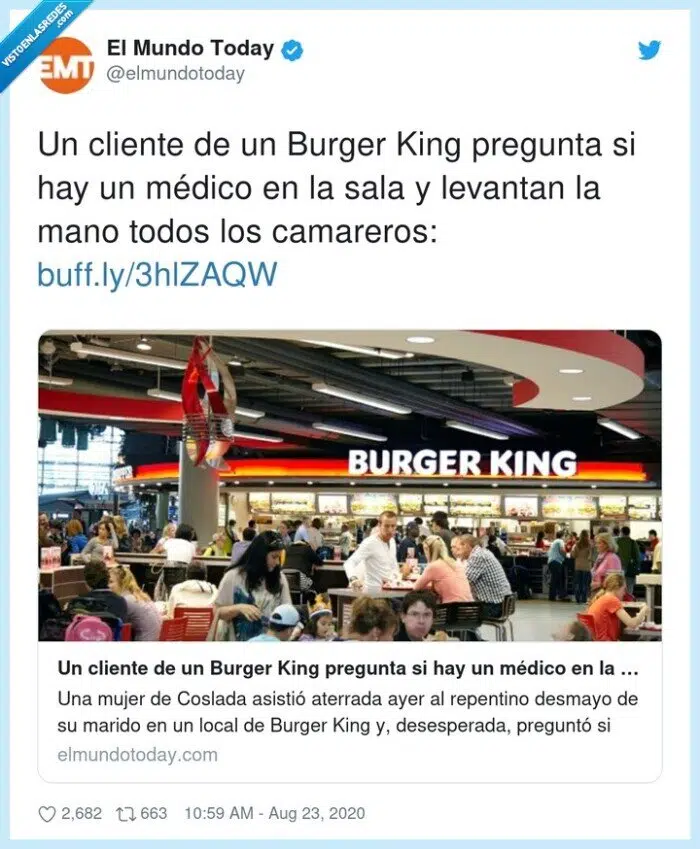 VISTOENLASREDES
.com
EMT
El Mundo Today
@elmundotoday
Un cliente de un Burger King pregunta si
hay un médico en la sala y levantan la
mano todos los camareros:
buff.ly/3hlZAQW
BURGER KING
Un cliente de un Burger King pregunta si hay un médico en la ...
Una mujer de Coslada asistió aterrada ayer al repentino desmayo de
su marido en un local de Burger King y, desesperada, preguntó si
elmundotoday.com
2,682 663 10:59 AM - Aug 23, 2020